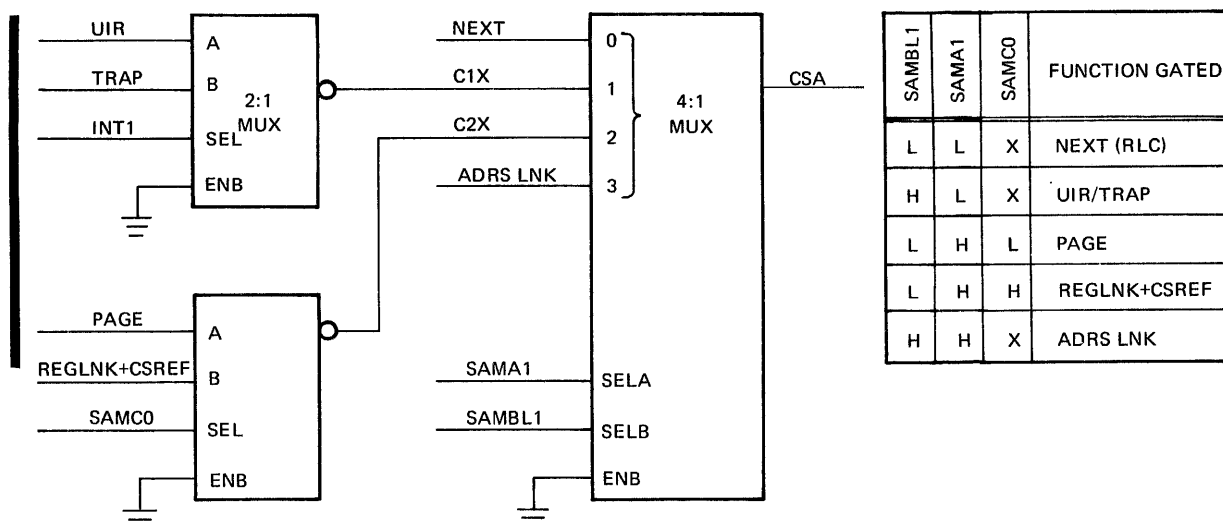 UIR
A
TRAP
B
2:1
MUX
INT1
SEL
ENB
PAGE
A
REGLNK+CSREF
B
SAMC0
SEL
ENB
NEXT
0
C1X
1
C2X
2
ADRS LNK
3
4:1
MUX
CSA
SAMA1
SELA
SAMBL1
SELB
ENB
SAMBL1 SAMA1 SAMC0 FUNCTION GATED
L L X NEXT (RLC)
H L X UIR/TRAP
L H L PAGE
L H H REGLNK+CSREF
H H X ADRS LNK